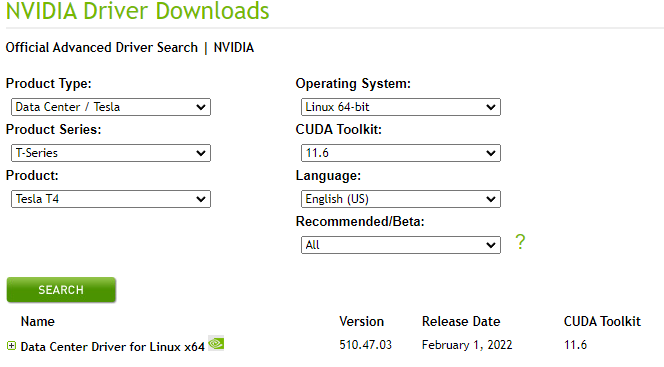 NVIDIA Driver Downloads
Official Advanced Driver Search | NVIDIA
Product Type: Operating System:
Data Center / Tesla Linux 64-bit
Product Series: CUDA Toolkit:
T-Series 11.6
Product: Language:
Tesla T4 English (US)
Recommended/Beta:
All ?
SEARCH
Name Version Release Date CUDA Toolkit
Data Center Driver for Linux x64 510.47.03 February 1, 2022 11.6